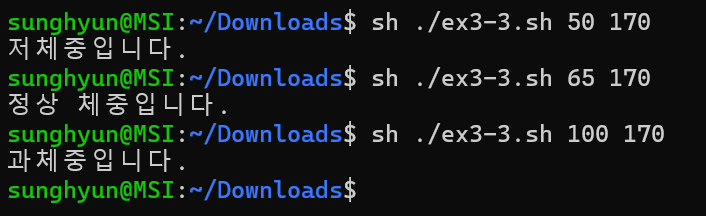 sunghyun@MSI:~/Downloads$ sh ./ex3-3.sh 50 170
저체중입니다.
sunghyun@MSI:~/Downloads$ sh ./ex3-3.sh 65 170
정상 체중입니다.
sunghyun@MSI:~/Downloads$ sh ./ex3-3.sh 100 170
과체중입니다.
sunghyun@MSI:~/Downloads$